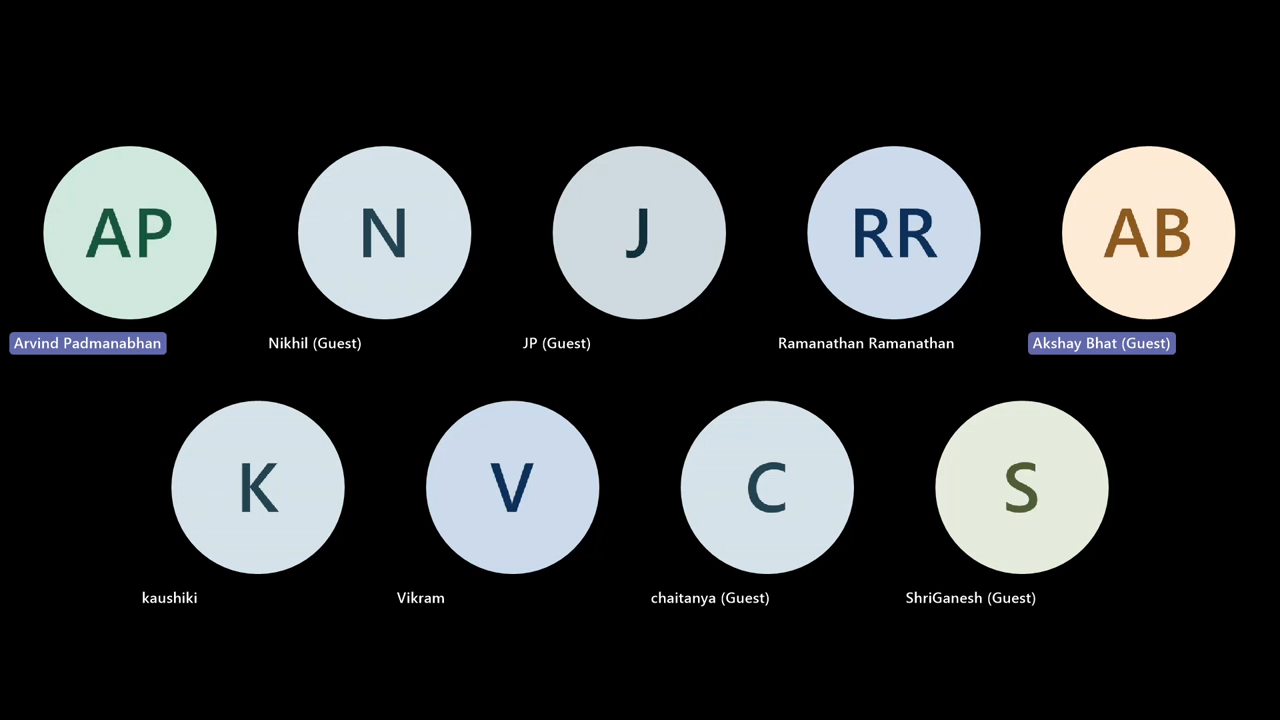 AP
N
J
RR
AB
Arvind Padmanabhan
Nikhil (Guest)
JP (Guest)
Ramanathan Ramanathan
Akshay Bhat (Guest)
K
V
C
S
kaushiki
Vikram
chaitanya (Guest)
ShriGanesh (Guest)